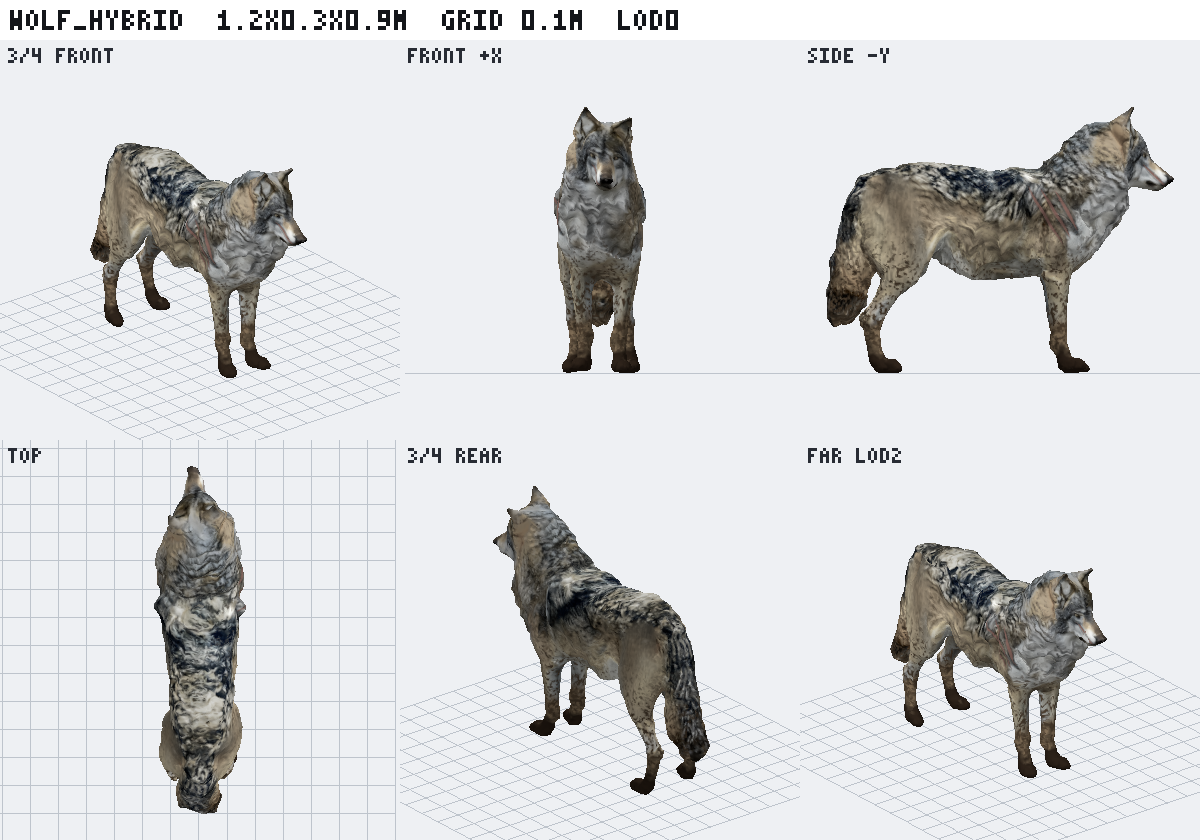 WOLF_HYBRID 1.2X0.3X0.9M GRID 0.1M LOD0
3/4 FRONT
FRONT +X
SIDE -Y
TOP
3/4 REAR
FAR LOD2